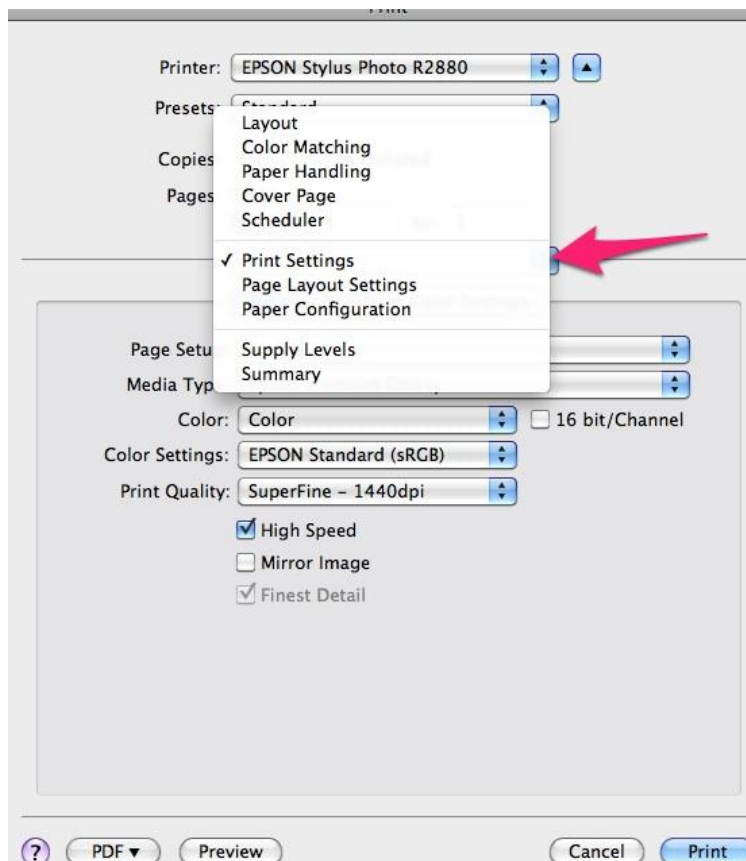 Print
Printer: EPSON Stylus Photo R2880
Presets: Standard
Layout
Color Matching
Copies
Paper Handling
Pages
Cover Page
Scheduler
✓ Print Settings
Page Layout Settings
Paper Configuration
Page Setu
Supply Levels
Media Typ
Summary
Color: Color
16 bit/Channel
Color Settings: EPSON Standard (sRGB)
Print Quality: SuperFine - 1440dpi
High Speed
Mirror Image
Finest Detail
? PDF▼ Preview Cancel Print